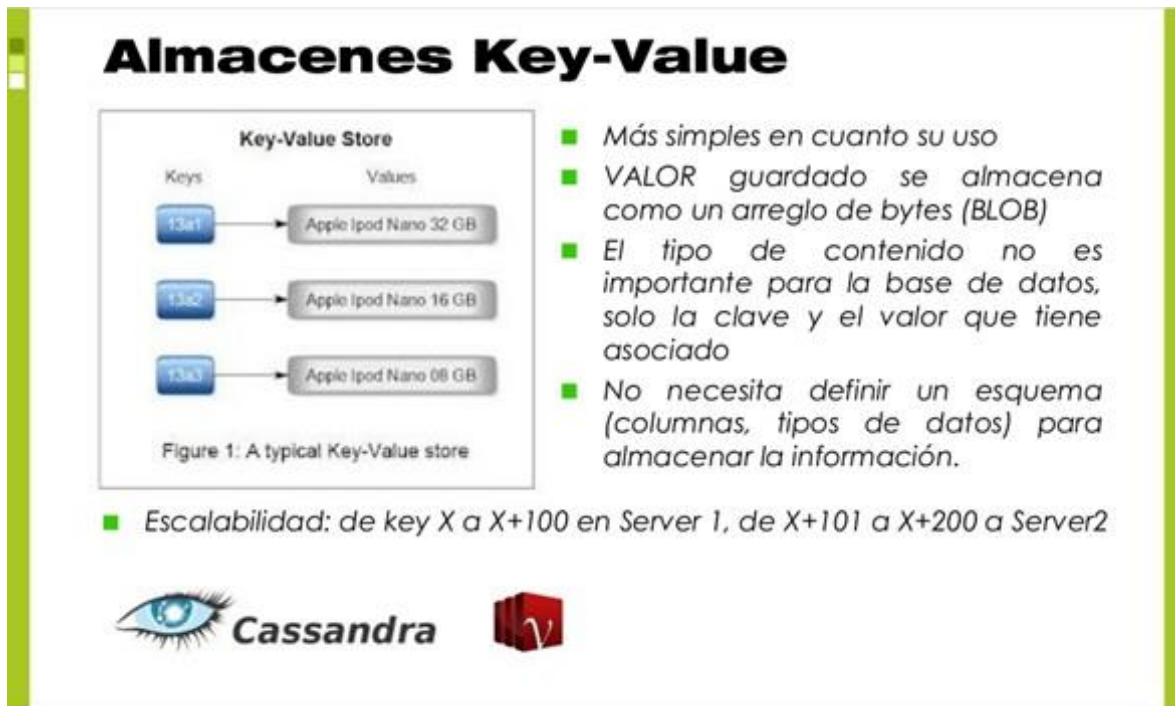 Almacenes Key-Value
Key-Value Store
Keys Values
13a1 Apple Ipod Nano 32 GB
13a2 Apple Ipod Nano 16 GB
13a3 Apple Ipod Nano 08 GB
Figure 1: A typical Key-Value store
Más simples en cuanto su uso
VALOR guardado se almacena
como un arreglo de bytes (BLOB)
El tipo de contenido no es
importante para la base de datos,
solo la clave y el valor que tiene
asociado
No necesita definir un esquema
(columnas, tipos de datos) para
almacenar la información.
Escalabilidad: de key X a X+100 en Server 1, de X+101 a X+200 a Server2
Cassandra
V